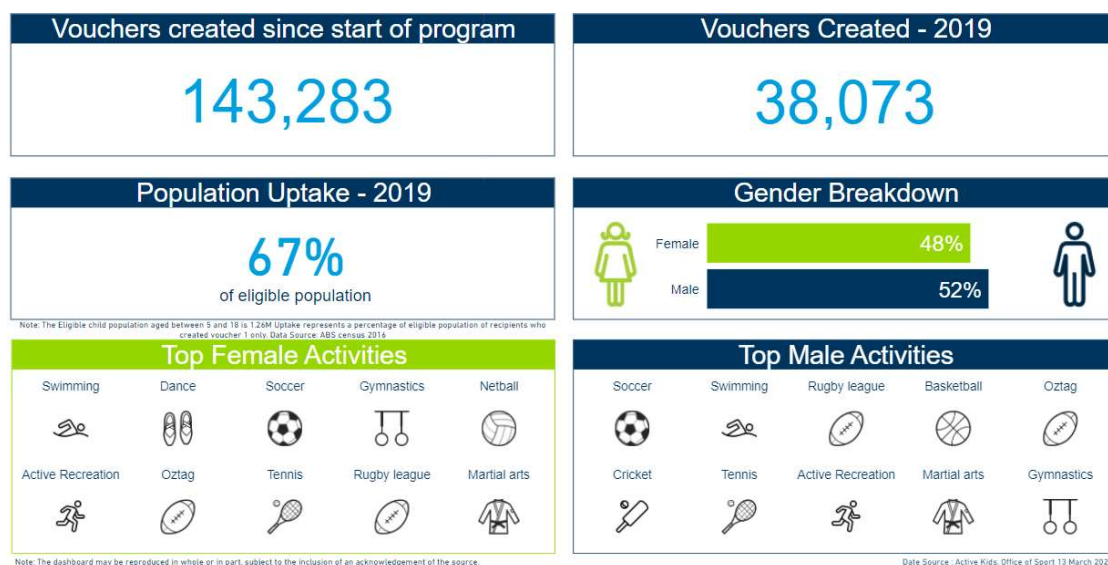 Vouchers created since start of program
143,283
Vouchers Created - 2019
38,073
Population Uptake - 2019
67%
of eligible population
Note: The Eligible child population aged between 5 and 18 is 1.26M Uptake represents a percentage of eligible population of recipients who
created voucher 1 only. Data Source: ABS census 2016
Gender Breakdown
Female 48%
Male 52%
Top Female Activities
Swimming Dance Soccer Gymnastics Netball
Active Recreation Oztag Tennis Rugby league Martial arts
Top Male Activities
Soccer Swimming Rugby league Basketball Oztag
Cricket Tennis Active Recreation Martial arts Gymnastics
Note: The dashboard may be reproduced in whole or in part, subject to the inclusion of an acknowledgement of the source.
Date Source : Active Kids, Office of Sport 13 March